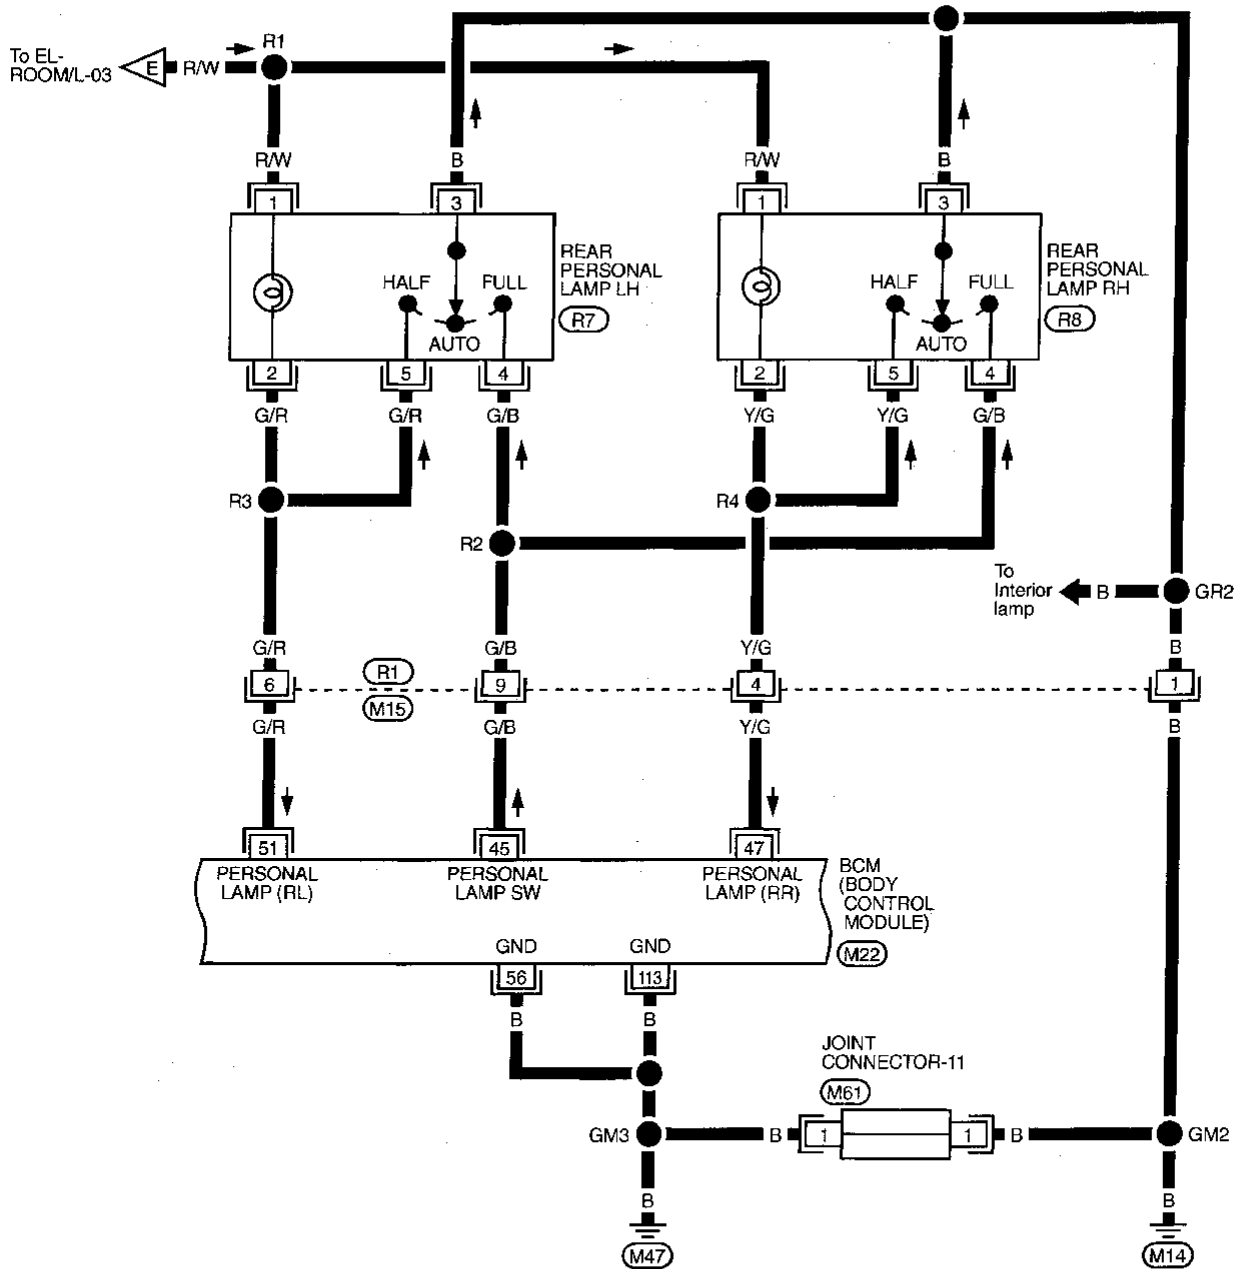 To EL-
ROOM/L-03
E
R/W
R1
R/W
B
R/W
B
1
3
1
3
REAR
PERSONAL
LAMP LH
R7
HALF
FULL
AUTO
REAR
PERSONAL
LAMP RH
R8
HALF
FULL
AUTO
2
5
4
2
5
4
G/R
G/R
G/B
Y/G
Y/G
G/B
R3
R4
R2
To
Interior
lamp
B
GR2
G/R
G/B
Y/G
B
6
R1
M15
9
4
1
G/R
G/B
Y/G
B
51
45
47
PERSONAL
LAMP (RL)
PERSONAL
LAMP SW
PERSONAL
LAMP (RR)
BCM
(BODY
CONTROL
MODULE)
M22
GND
GND
56
113
B
B
JOINT
CONNECTOR-11
M61
GM3
B
1
1
B
GM2
B
B
M47
M14